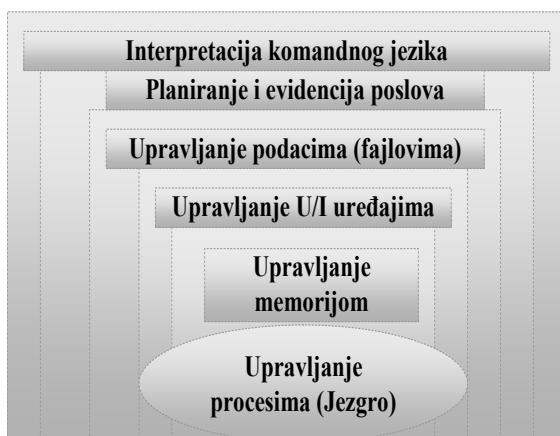 Interpretacija komandnog jezika
Planiranje i evidencija poslova
Upravljanje podacima (fajlovima)
Upravljanje U/I uređajima
Upravljanje
memorijom
Upravljanje
procesima (Jezgro)